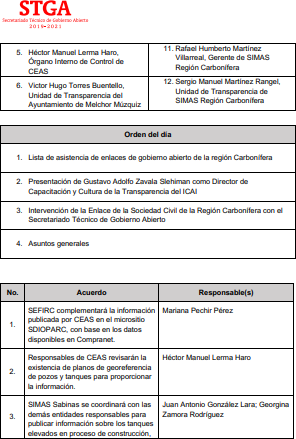 STGA
Secretariado Técnico de Gobierno Abierto
2019-2021
5. Héctor Manuel Lerma Haro,
Órgano Interno de Control de
CEAS
6. Víctor Hugo Torres Buentello,
Unidad de Transparencia del
Ayuntamiento de Melchor Múzquiz
11. Rafael Humberto Martínez
Villarreal, Gerente de SIMAS
Región Carbonífera
12. Sergio Manuel Martínez Rangel,
Unidad de Transparencia de
SIMAS Región Carbonífera
Orden del día
1. Lista de asistencia de enlaces de gobierno abierto de la región Carbonífera
2. Presentación de Gustavo Adolfo Zavala Slehiman como Director de
Capacitación y Cultura de la Transparencia del ICAI
3. Intervención de la Enlace de la Sociedad Civil de la Región Carbonífera con el
Secretariado Técnico de Gobierno Abierto
4. Asuntos generales
No. Acuerdo Responsable(s)
1. SEFIRC complementará la información
publicada por CEAS en el micrositio
SDIOPARC, con base en los datos
disponibles en Compranet.
Mariana Pechir Pérez
2. Responsables de CEAS revisarán la
existencia de planos de georeferencia
de pozos y tanques para proporcionar
la información.
Héctor Manuel Lerma Haro
3. SIMAS Sabinas se coordinará con las
demás entidades responsables para
publicar información sobre los tanques
elevados en proceso de construcción,
Juan Antonio González Lara; Georgina
Zamora Rodríguez